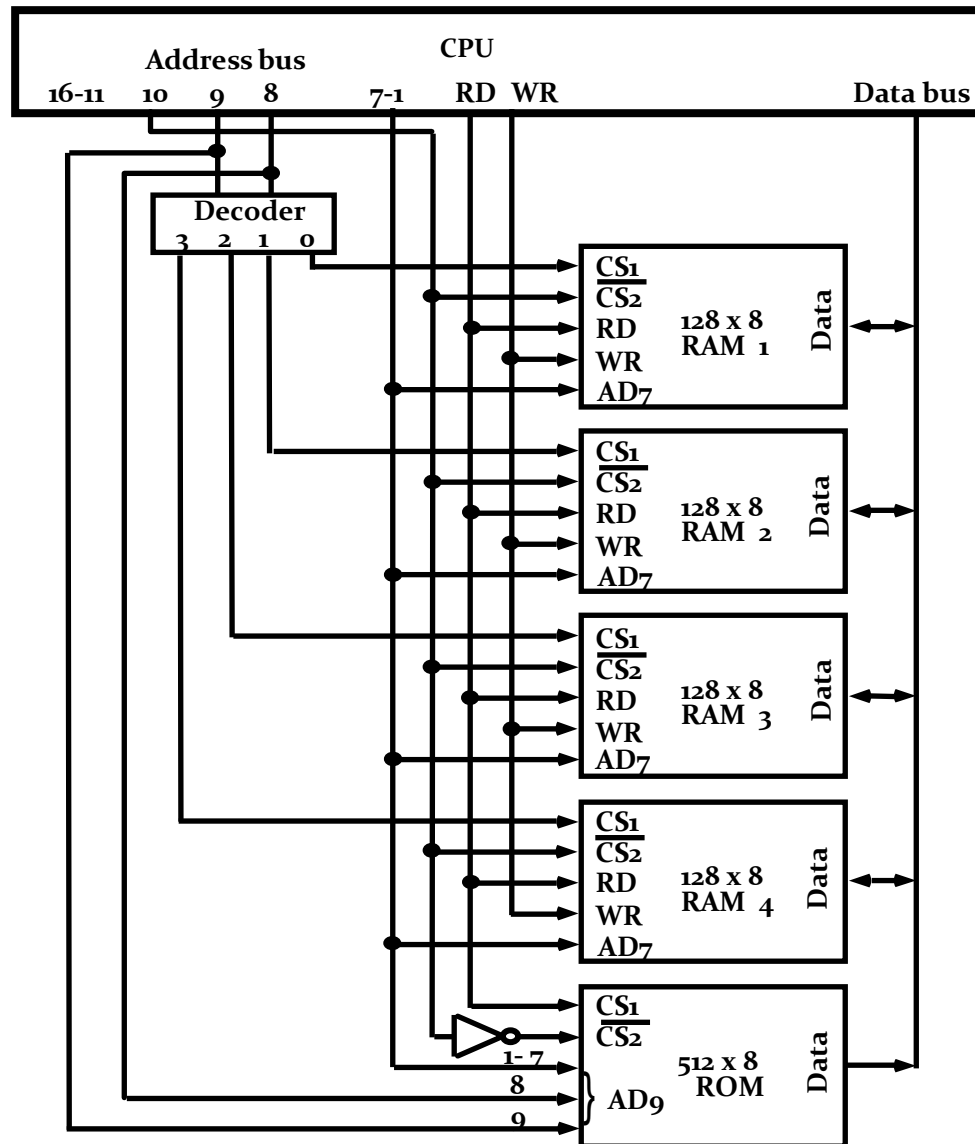 CPU
Address bus
16-11 10 9 8 7-1 RD WR Data bus
Decoder
3 2 1 0
CS1
CS2
RD
WR
AD7
128 x 8
RAM 1
Data
CS1
CS2
RD
WR
AD7
128 x 8
RAM 2
Data
CS1
CS2
RD
WR
AD7
128 x 8
RAM 3
Data
CS1
CS2
RD
WR
AD7
128 x 8
RAM 4
Data
CS1
CS2
1- 7
8
9
} AD9
512 x 8
ROM
Data